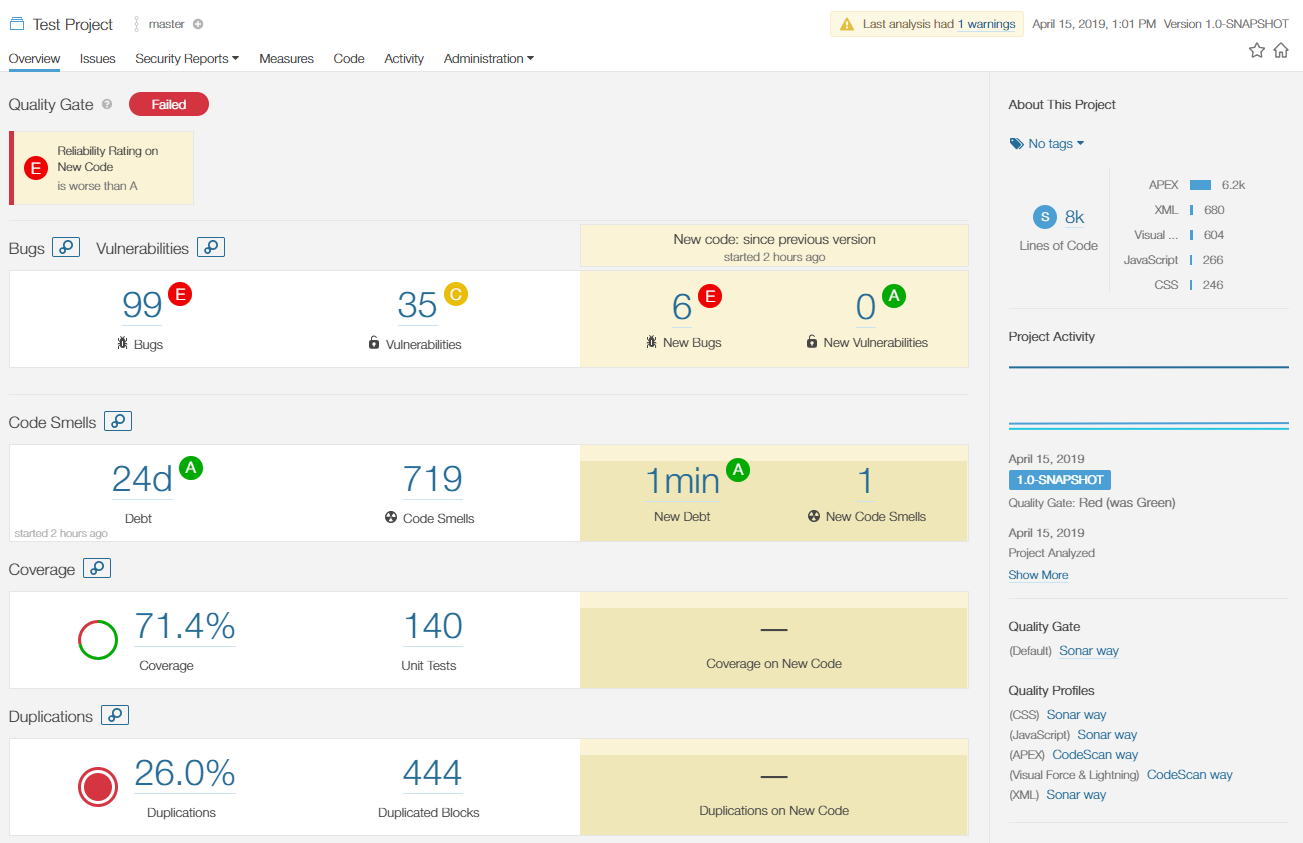 Test Project master
Last analysis had 1 warnings April 15, 2019, 1:01 PM Version 1.0-SNAPSHOT
Overview Issues Security Reports Measures Code Activity Administration
Quality Gate ? Failed
E
Reliability Rating on
New Code
is worse than A
Bugs Vulnerabilities
New code: since previous version
started 2 hours ago
99 E 35 C 6 E 0 A
Bugs Vulnerabilities New Bugs New Vulnerabilities
Code Smells
24d A 719 1min A 1
Debt Code Smells New Debt New Code Smells
started 2 hours ago
Coverage
71.4% 140 —
Coverage Unit Tests Coverage on New Code
Duplications
26.0% 444 —
Duplications Duplicated Blocks Duplications on New Code
About This Project
No tags
S 8k
Lines of Code
APEX 6.2k
XML 680
Visual ... 604
JavaScript 266
CSS 246
Project Activity
April 15, 2019
1.0-SNAPSHOT
Quality Gate: Red (was Green)
April 15, 2019
Project Analyzed
Show More
Quality Gate
(Default) Sonar way
Quality Profiles
(CSS) Sonar way
(JavaScript) Sonar way
(APEX) CodeScan way
(Visual Force & Lightning) CodeScan way
(XML) Sonar way